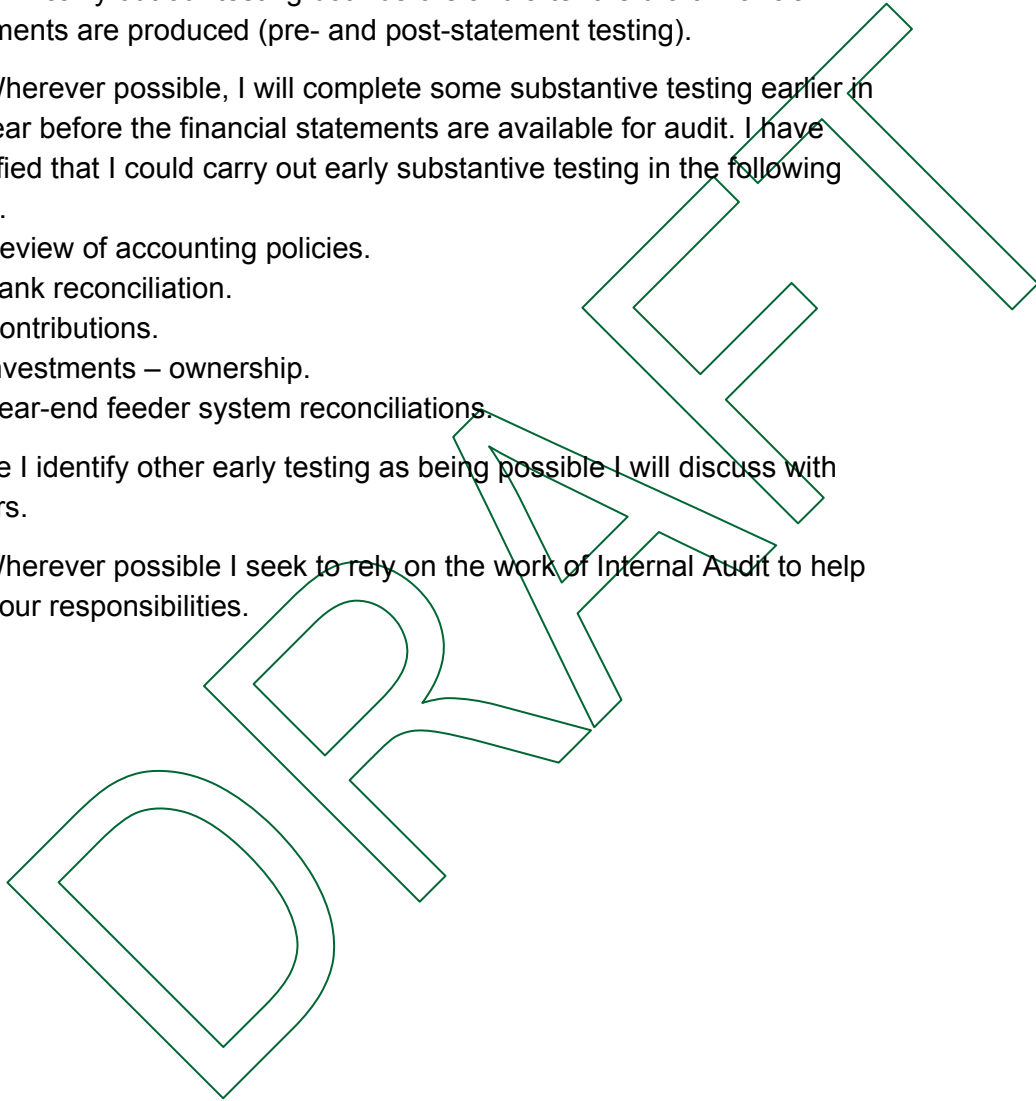 ments are produced (pre- and post-statement testing).
Wherever possible, I will complete some substantive testing earlier in
ear before the financial statements are available for audit. I have
fied that I could carry out early substantive testing in the following
.
eview of accounting policies.
ank reconciliation.
ontributions.
nvestments – ownership.
ear-end feeder system reconciliations.
e I identify other early testing as being possible I will discuss with
rs.
Wherever possible I seek to rely on the work of Internal Audit to help
our responsibilities.
DRAFT